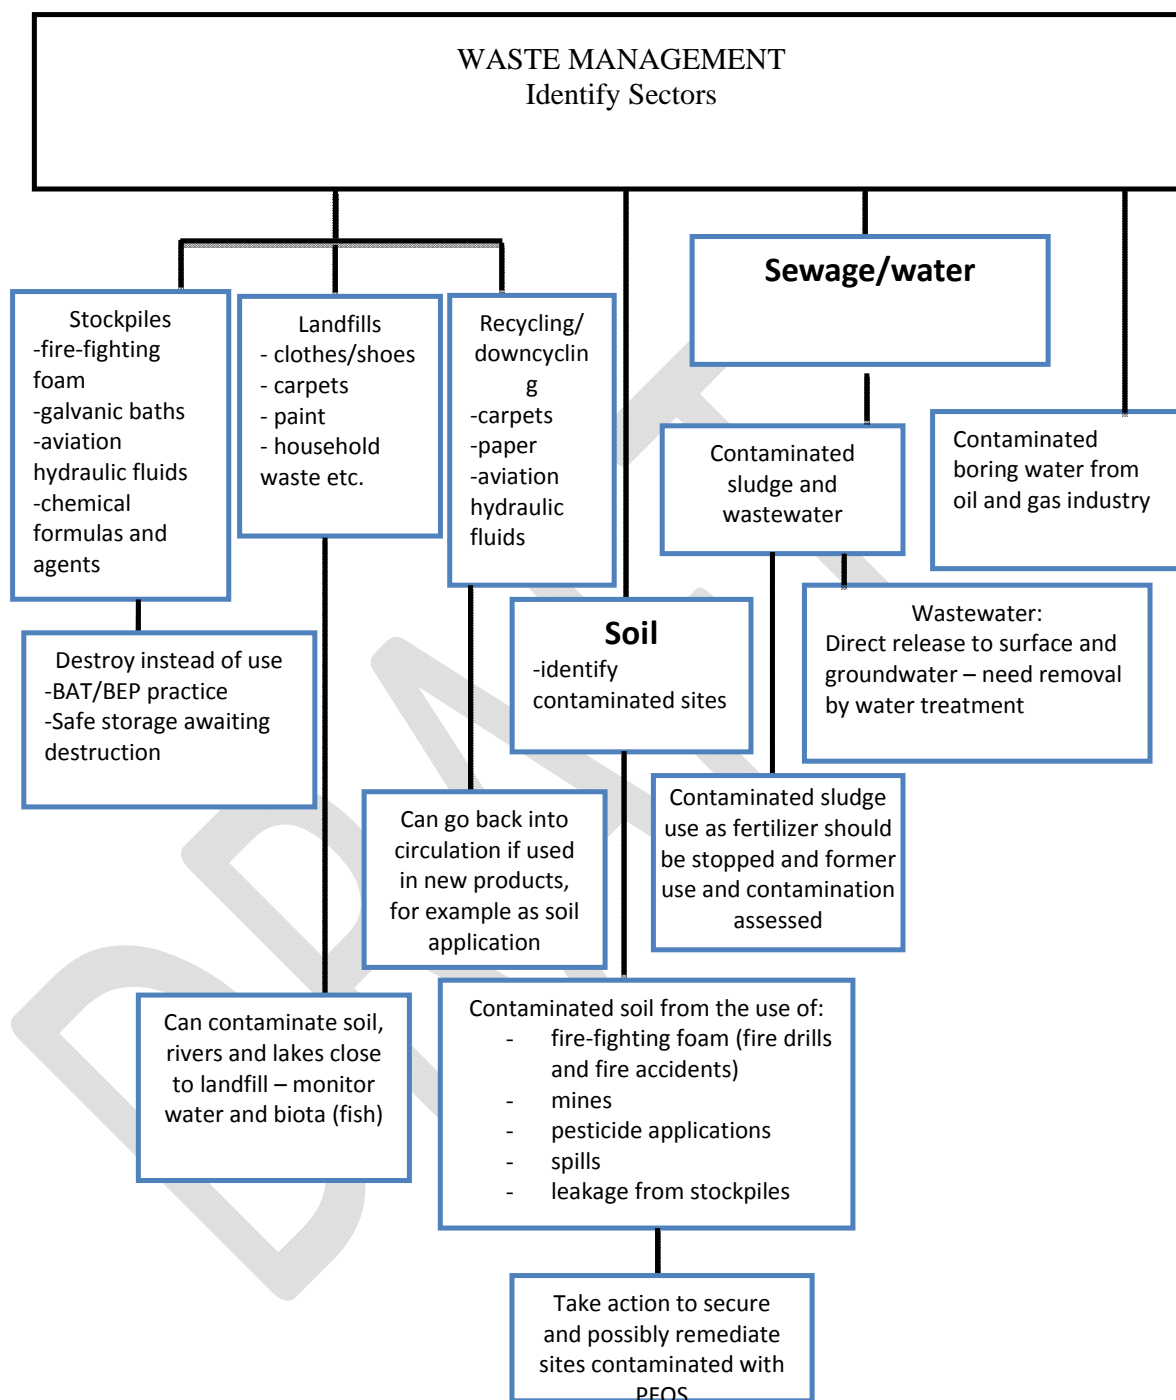 WASTE MANAGEMENT
Identify Sectors
Stockpiles
-fire-fighting
foam
-galvanic baths
-aviation
hydraulic fluids
-chemical
formulas and
agents
Landfills
- clothes/shoes
- carpets
- paint
- household
waste etc.
Recycling/
downcyclin
g
-carpets
-paper
-aviation
hydraulic
fluids
Sewage/water
Contaminated
sludge and
wastewater
Contaminated
boring water from
oil and gas industry
Destroy instead of use
-BAT/BEP practice
-Safe storage awaiting
destruction
Soil
-identify
contaminated sites
Wastewater:
Direct release to surface and
groundwater – need removal
by water treatment
Can go back into
circulation if used
in new products,
for example as soil
application
Contaminated sludge
use as fertilizer should
be stopped and former
use and contamination
assessed
Can contaminate soil,
rivers and lakes close
to landfill – monitor
water and biota (fish)
Contaminated soil from the use of:
- fire-fighting foam (fire drills
and fire accidents)
- mines
- pesticide applications
- spills
- leakage from stockpiles
Take action to secure
and possibly remediate
sites contaminated with
PFOS
DRAFT